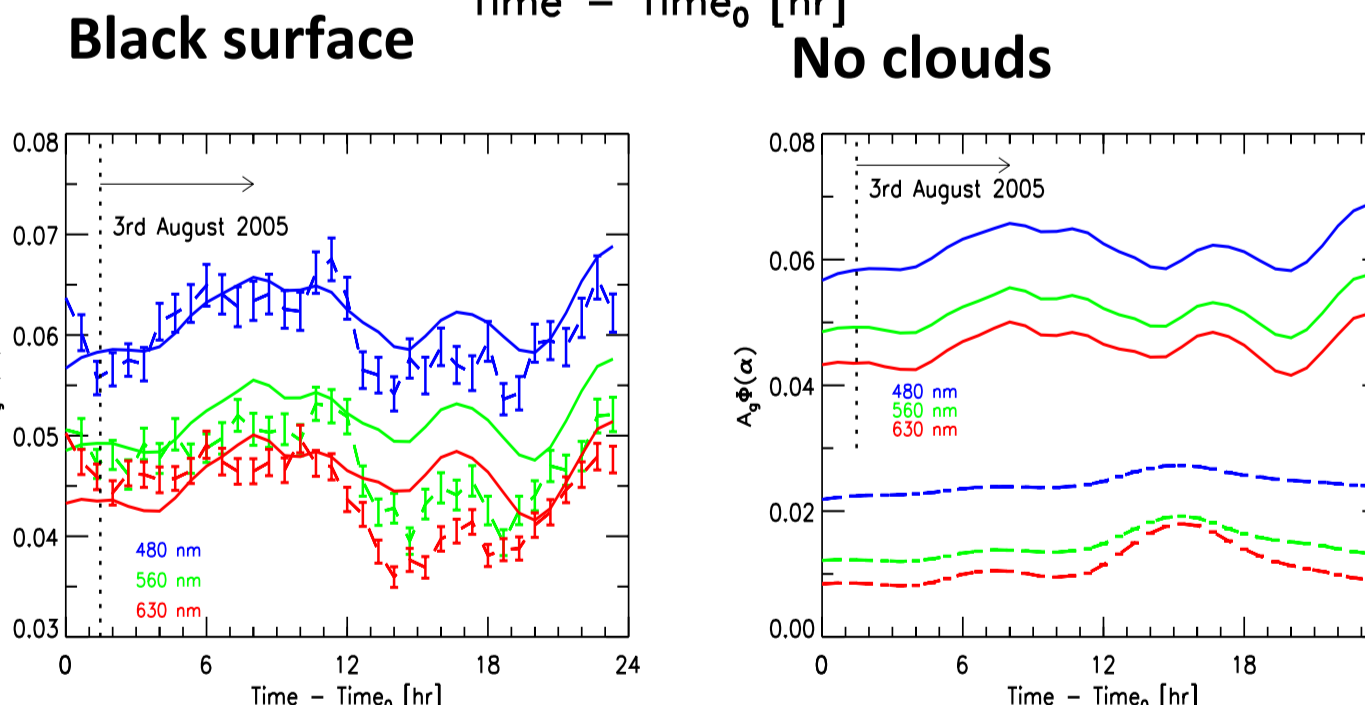 Time − Time₀ [hr]
Black surface
No clouds
0.08
0.07
0.06
0.05
0.04
0.03
3rd August 2005
480 nm
560 nm
630 nm
0 6 12 18 24
Time − Time₀ [hr]
AgΦ(α)
0.08
0.06
0.04
0.02
0.00
3rd August 2005
480 nm
560 nm
630 nm
0 6 12 18
Time − Time₀ [hr]